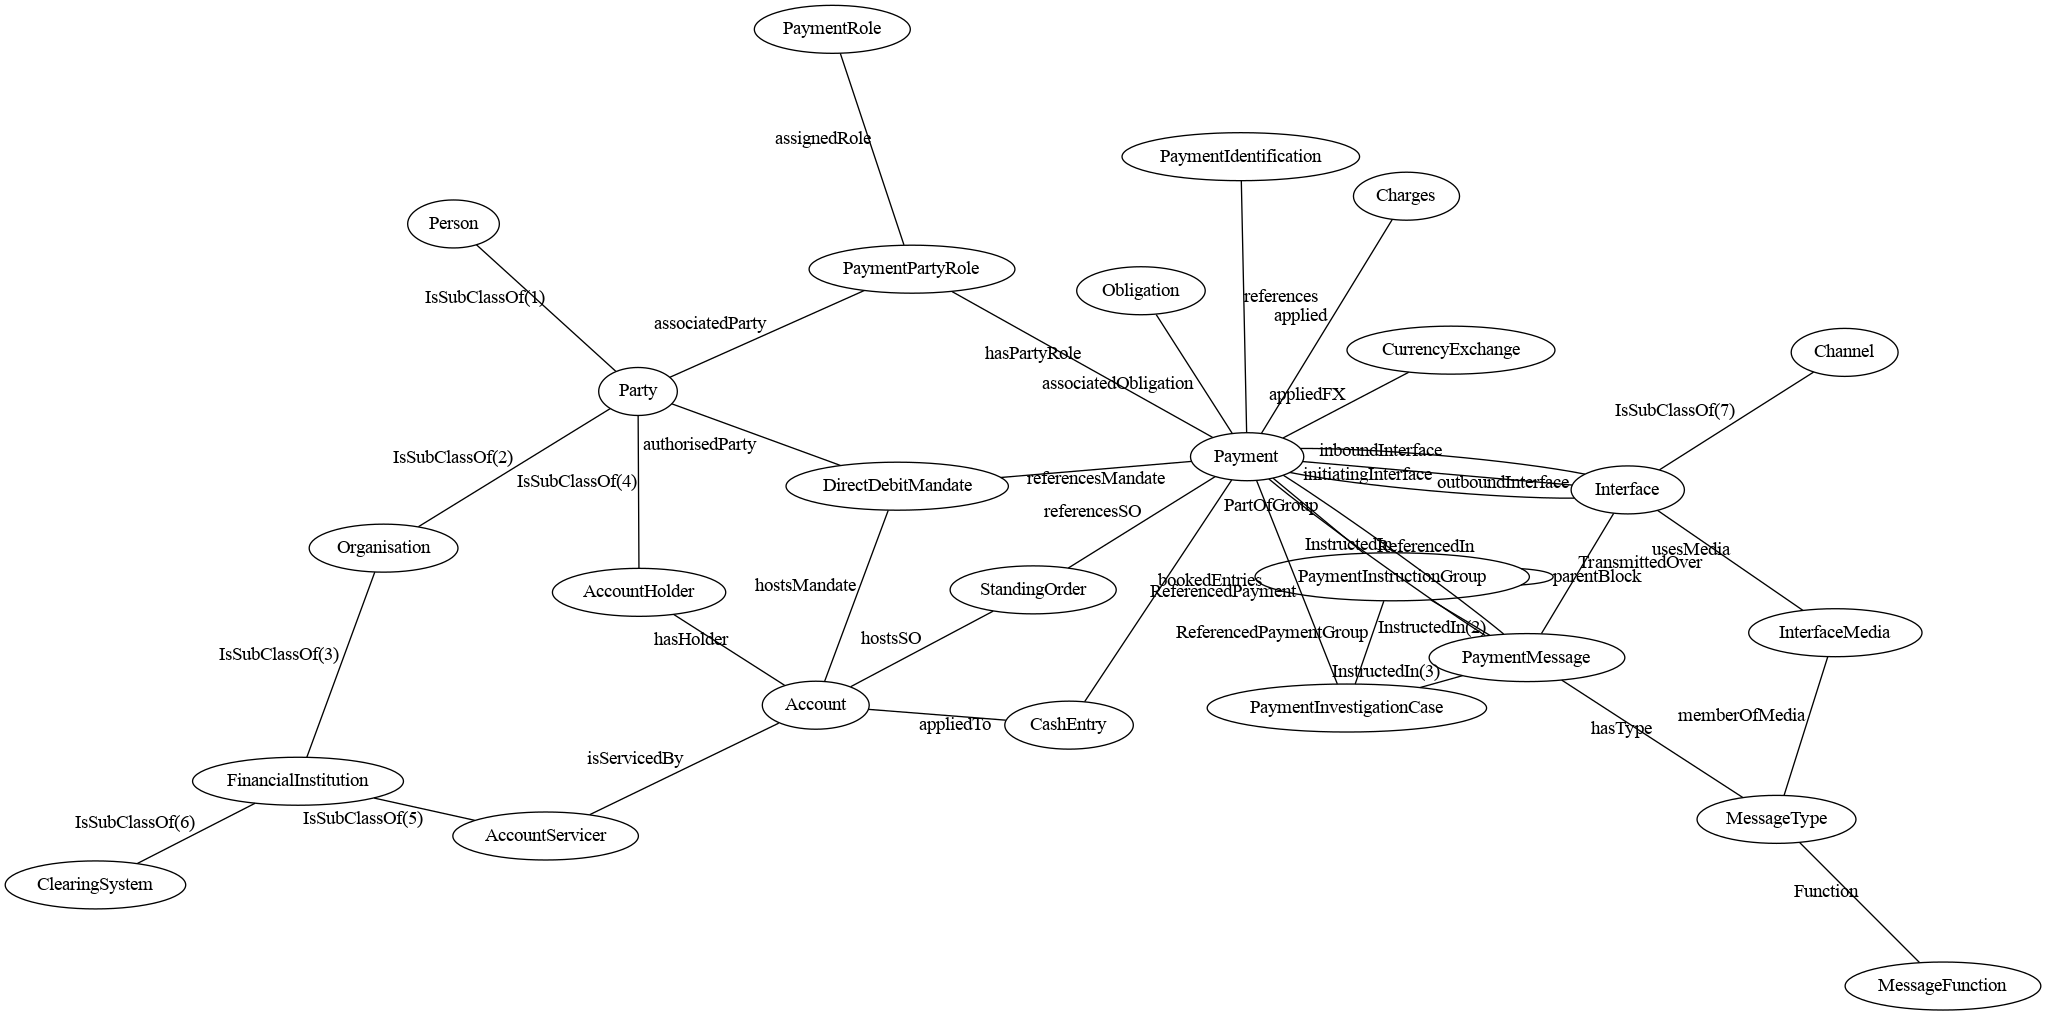 PaymentRole
assignedRole
PaymentIdentification
Charges
Person
PaymentPartyRole
Obligation
IsSubClassOf(1)
references
applied
associatedParty
hasPartyRole
CurrencyExchange
Channel
associatedObligation
Party
appliedFX
IsSubClassOf(7)
authorisedParty
inboundInterface
IsSubClassOf(2)
Payment
initiatingInterface
outboundInterface
IsSubClassOf(4)
referencesMandate
DirectDebitMandate
Interface
PartOfGroup
referencesSO
Organisation
InstructedIn
ReferencedIn
usesMedia
TransmittedOver
PaymentInstructionGroup
parentBlock
bookedEntries
hostsMandate
AccountHolder
StandingOrder
ReferencedPayment
InstructedIn(2)
ReferencedPaymentGroup
InterfaceMedia
hasHolder
hostsSO
IsSubClassOf(3)
PaymentMessage
InstructedIn(3)
Account
PaymentInvestigationCase
memberOfMedia
appliedTo
CashEntry
hasType
isServicedBy
FinancialInstitution
IsSubClassOf(6)
IsSubClassOf(5)
MessageType
AccountServicer
ClearingSystem
Function
MessageFunction